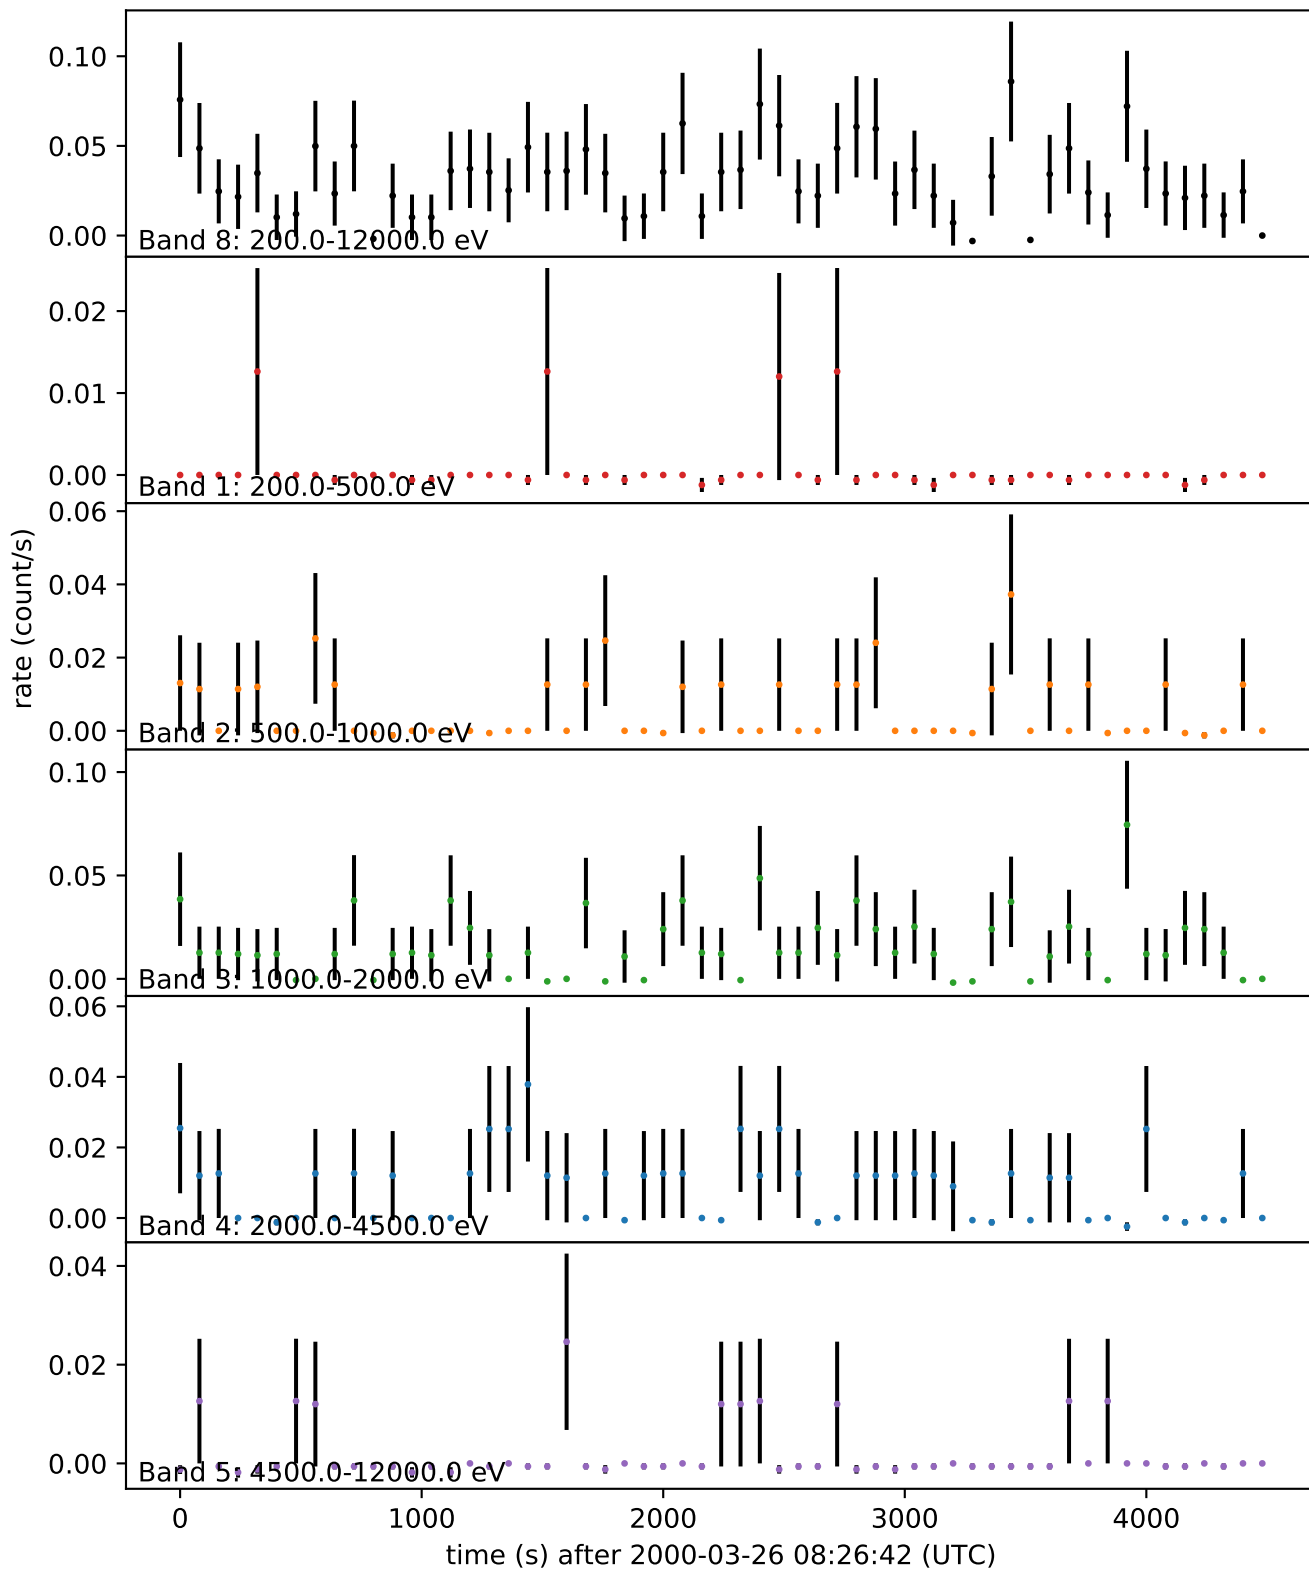 0.10
0.05
0.00
Band 8: 200.0-12000.0 eV
0.02
0.01
0.00
Band 1: 200.0-500.0 eV
0.06
0.04
0.02
0.00
Band 2: 500.0-1000.0 eV
rate (count/s)
0.10
0.05
0.00
Band 3: 1000.0-2000.0 eV
0.06
0.04
0.02
0.00
Band 4: 2000.0-4500.0 eV
0.04
0.02
0.00
Band 5: 4500.0-12000.0 eV
0 1000 2000 3000 4000
time (s) after 2000-03-26 08:26:42 (UTC)